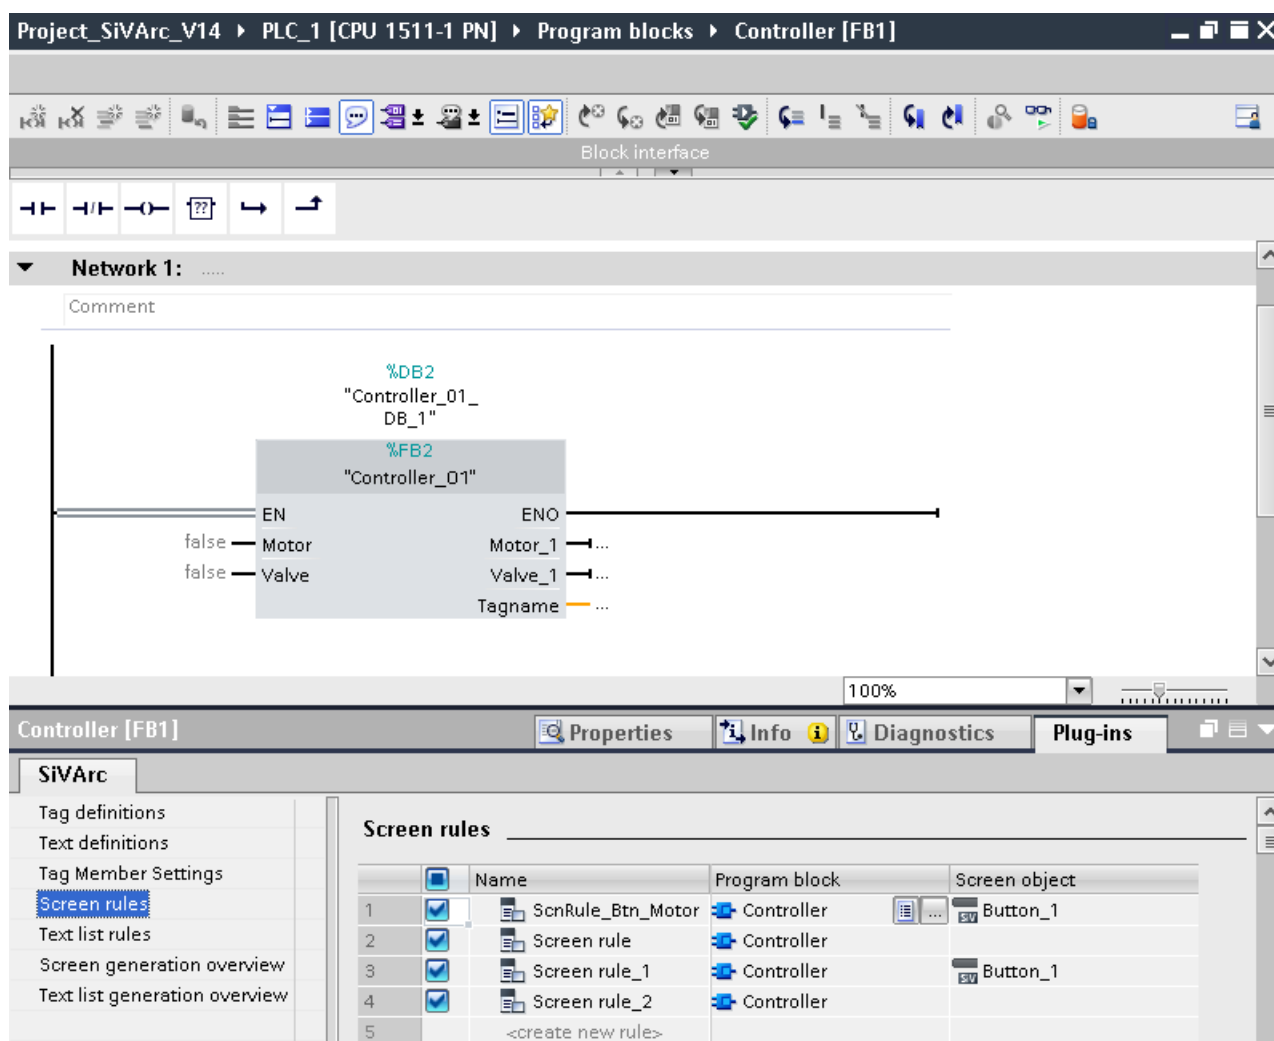 Project_SiVArc_V14 ▸ PLC_1 [CPU 1511-1 PN] ▸ Program blocks ▸ Controller [FB1]
Block interface
??
Network 1: .....
Comment
%DB2
"Controller_01_
DB_1"
%FB2
"Controller_01"
EN ENO
false Motor Motor_1 ...
false Valve Valve_1 ...
Tagname ...
100%
Controller [FB1] Properties Info Diagnostics Plug-ins
SiVArc
Tag definitions
Text definitions
Tag Member Settings
Screen rules
Text list rules
Screen generation overview
Text list generation overview
Screen rules
Name Program block Screen object
1 ScnRule_Btn_Motor Controller ... SIV Button_1
2 Screen rule Controller
3 Screen rule_1 Controller SIV Button_1
4 Screen rule_2 Controller
5 <create new rule>